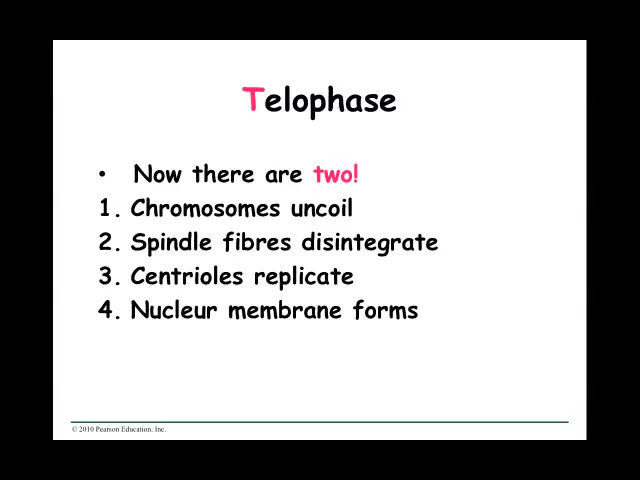 Telophase
• Now there are two!
1. Chromosomes uncoil
2. Spindle fibres disintegrate
3. Centrioles replicate
4. Nucleur membrane forms
© 2010 Pearson Education, Inc.